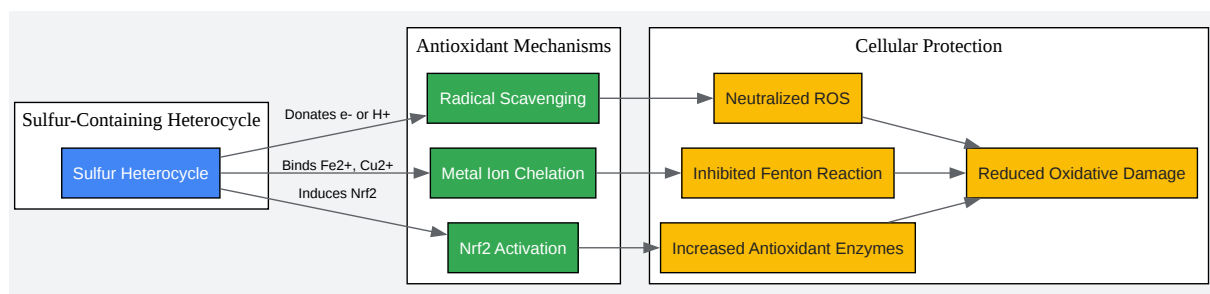 Sulfur-Containing Heterocycle
Sulfur Heterocycle
Donates e- or H+
Binds Fe2+, Cu2+
Induces Nrf2
Antioxidant Mechanisms
Radical Scavenging
Metal Ion Chelation
Nrf2 Activation
Cellular Protection
Neutralized ROS
Inhibited Fenton Reaction
Increased Antioxidant Enzymes
Reduced Oxidative Damage